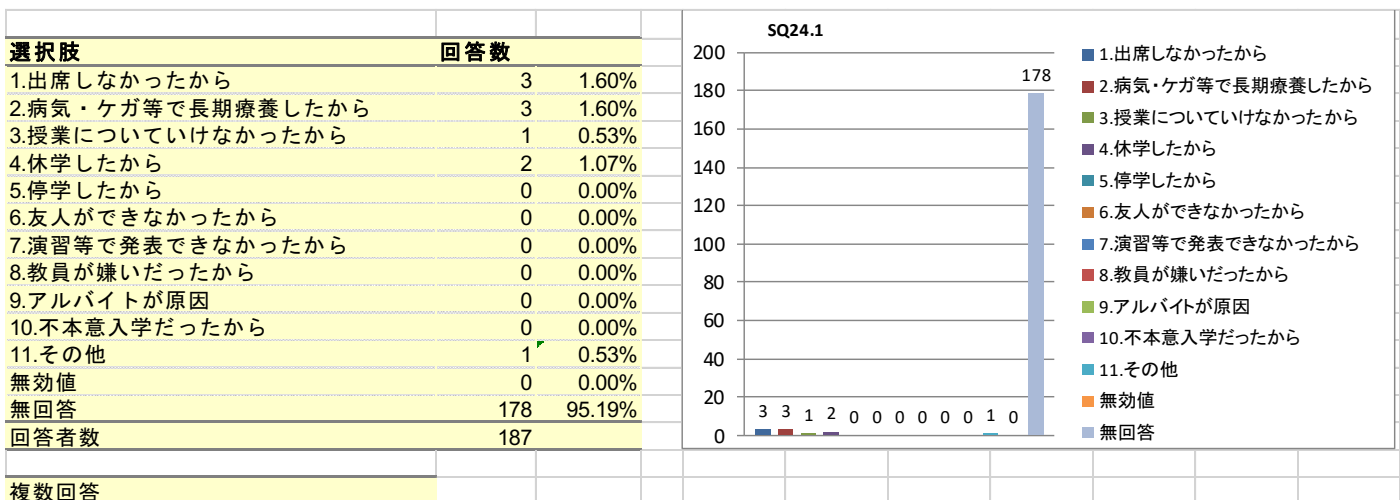 選択肢 回答数
1.出席しなかったから 3 1.60%
2.病気・ケガ等で長期療養したから 3 1.60%
3.授業についていけなかったから 1 0.53%
4.休学したから 2 1.07%
5.停学したから 0 0.00%
6.友人ができなかったから 0 0.00%
7.演習等で発表できなかったから 0 0.00%
8.教員が嫌いだったから 0 0.00%
9.アルバイトが原因 0 0.00%
10.不本意入学だったから 0 0.00%
11.その他 1 0.53%
無効値 0 0.00%
無回答 178 95.19%
回答者数 187
複数回答
SQ24.1
200
180
160
140
120
100
80
60
40
20
0
3 3 1 2 0 0 0 0 0 0 1 0 178
1.出席しなかったから
2.病気・ケガ等で長期療養したから
3.授業についていけなかったから
4.休学したから
5.停学したから
6.友人ができなかったから
7.演習等で発表できなかったから
8.教員が嫌いだったから
9.アルバイトが原因
10.不本意入学だったから
11.その他
無効値
無回答